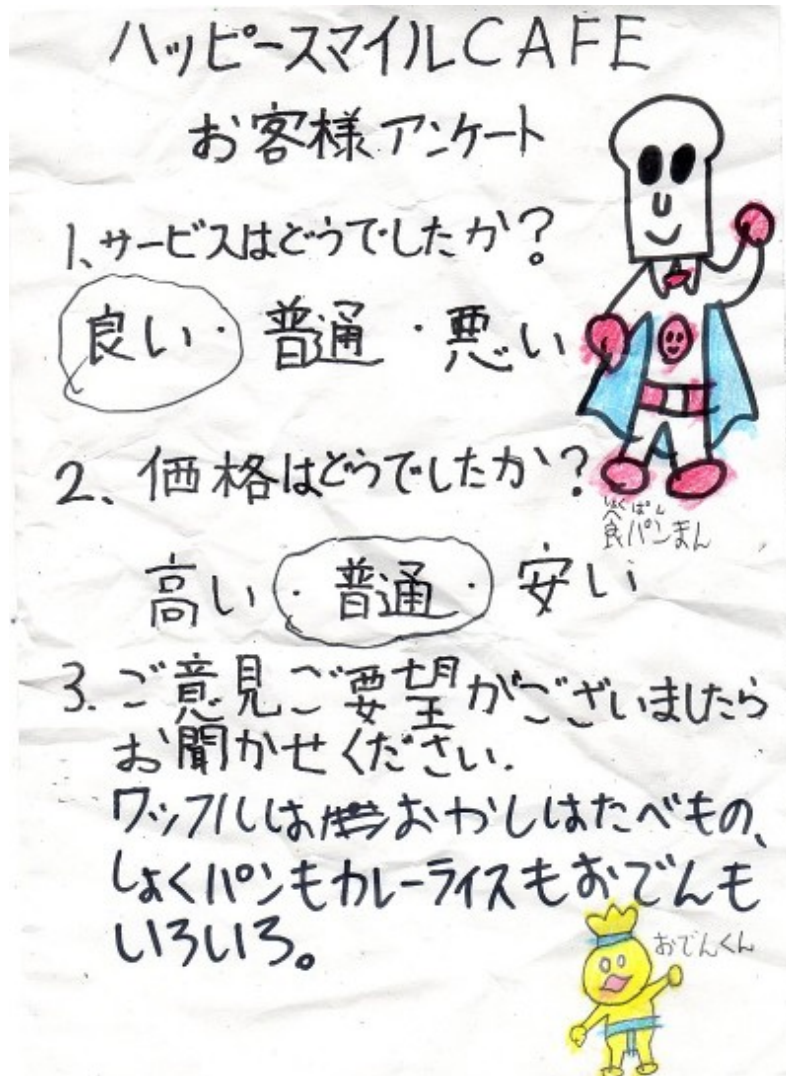 ハッピースマイルCAFE
お客様アンケート
1、サービスはどうでしたか?
良い・普通・悪い
2、価格はどうでしたか?
しょくぱん
食パンまん
高い・普通・安い
3.ご意見ご要望がございましたら
お聞かせください.
ワッフルはおかしはたべもの、
しょくパンもカレーライスもおでんも
いろいろ。
おでんくん